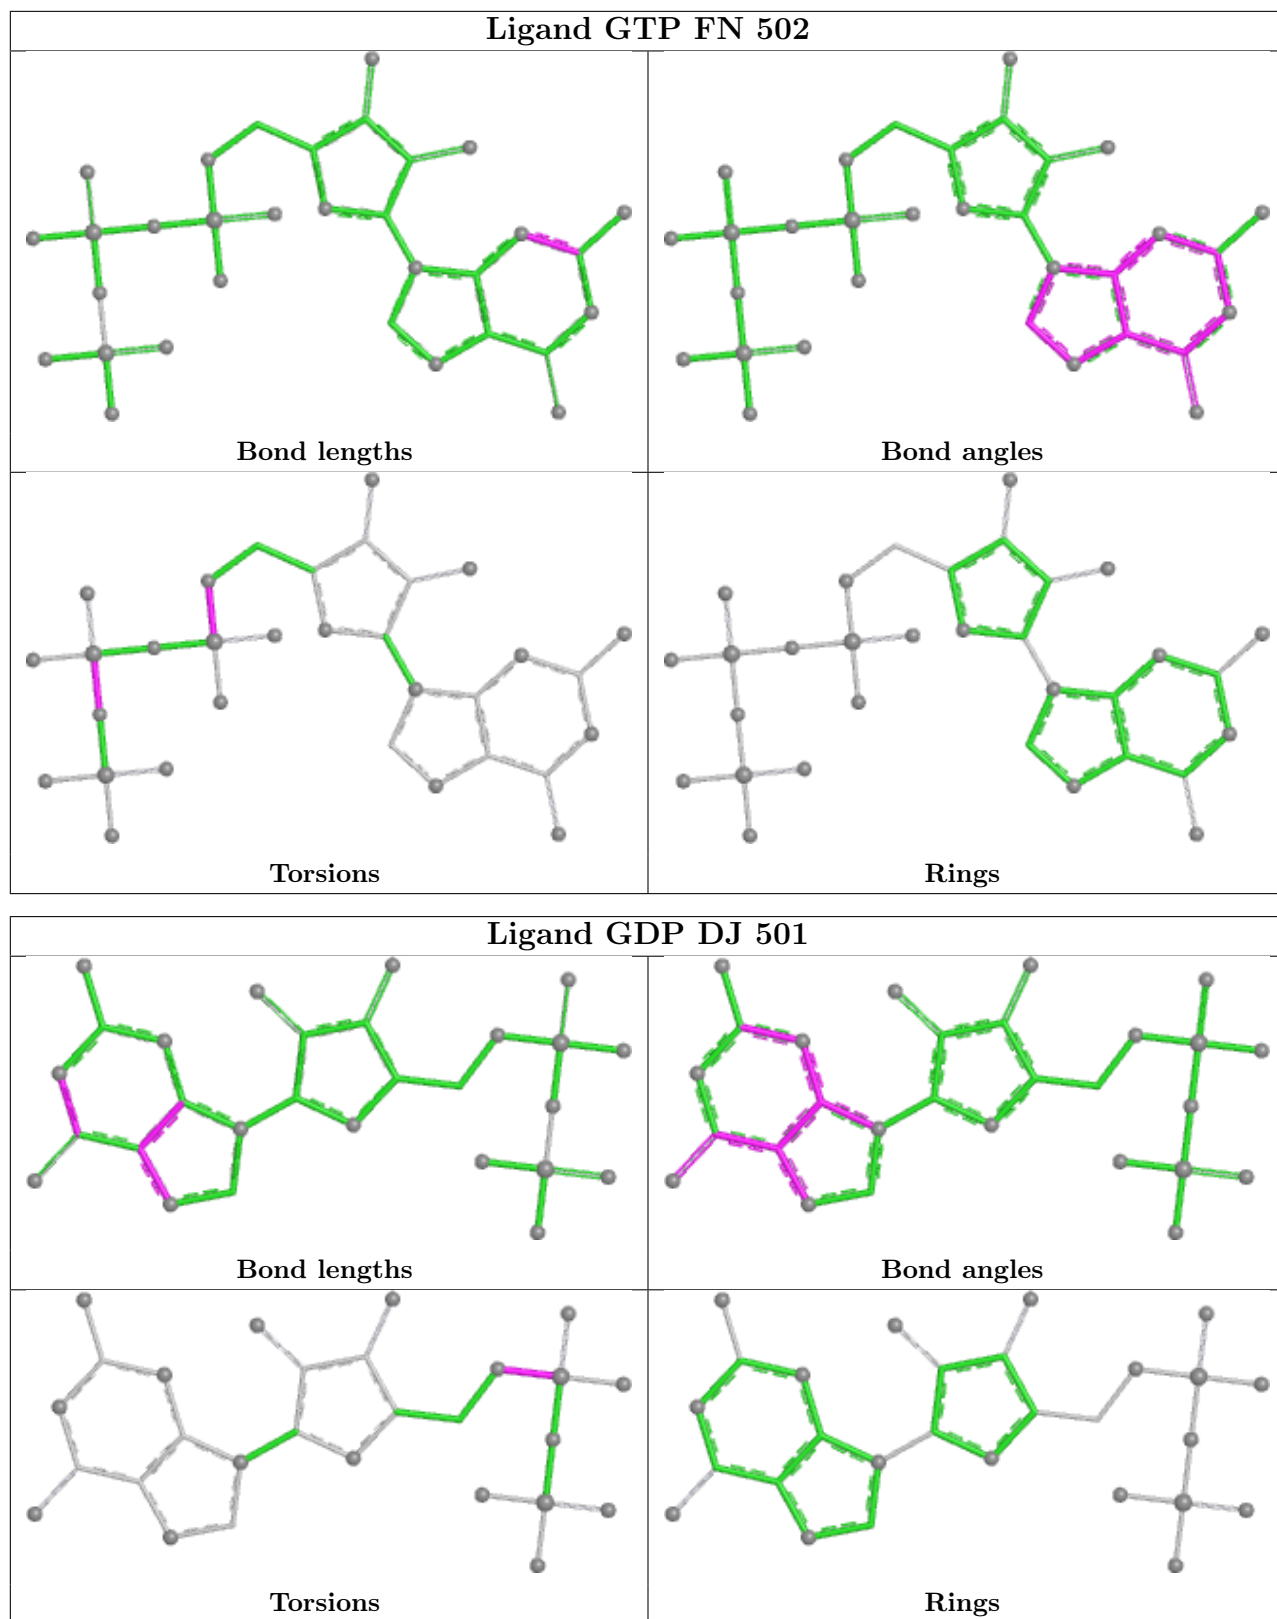 Ligand GTP FN 502
Bond lengths
Bond angles
Torsions
Rings
Ligand GDP DJ 501
Bond lengths
Bond angles
Torsions
Rings